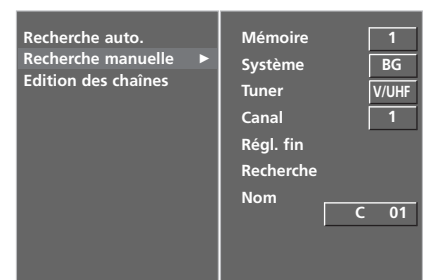 Recherche auto.
Recherche manuelle ►
Edition des chaînes
Mémoire 1
Système BG
Tuner V/UHF
Canal 1
Régl. fin
Recherche
Nom
C 01